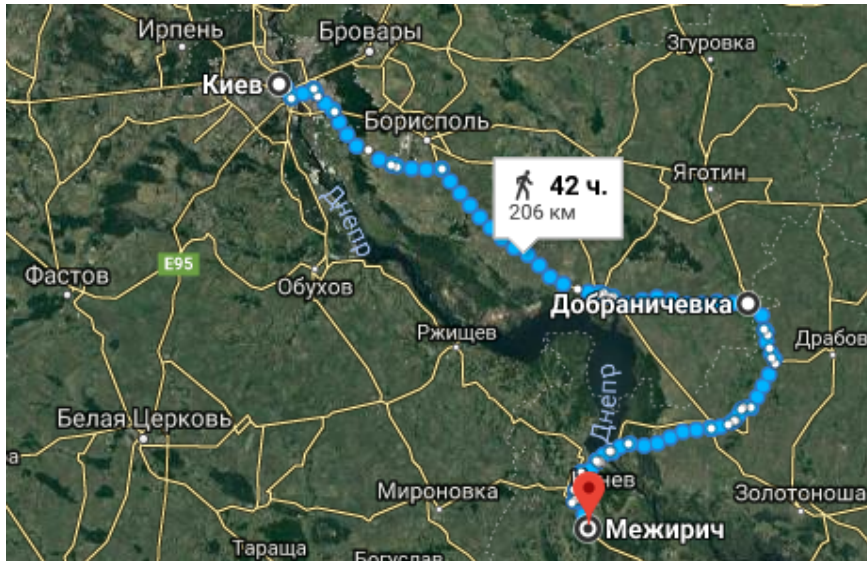 Ирпень
Бровары
Згуровка
Киев
Борисполь
42 ч.
206 км
Яготин
Днепр
E95
Фастов
Обухов
Добраничевка
Ржищев
Драбов
Днепр
Белая Церковь
Мироновка
Золотоноша
Межирич
Тараща
Богуслав